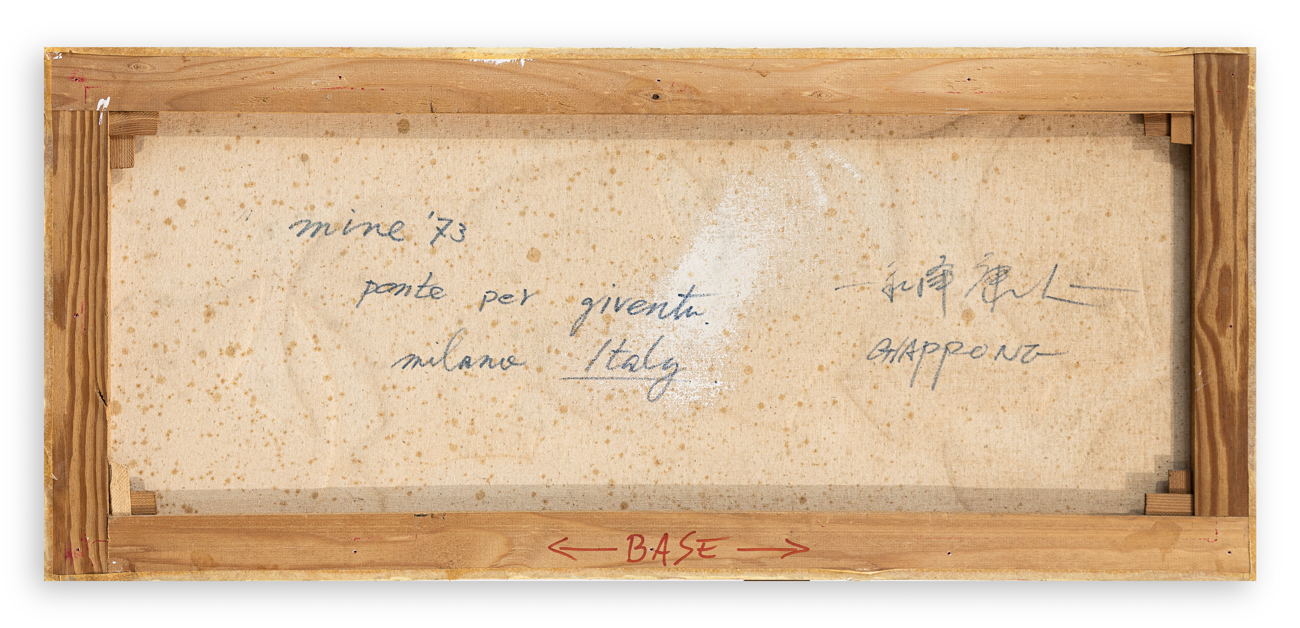 mine '73
ponte per giventu
milano Italy
GIAPPONE
← BASE →